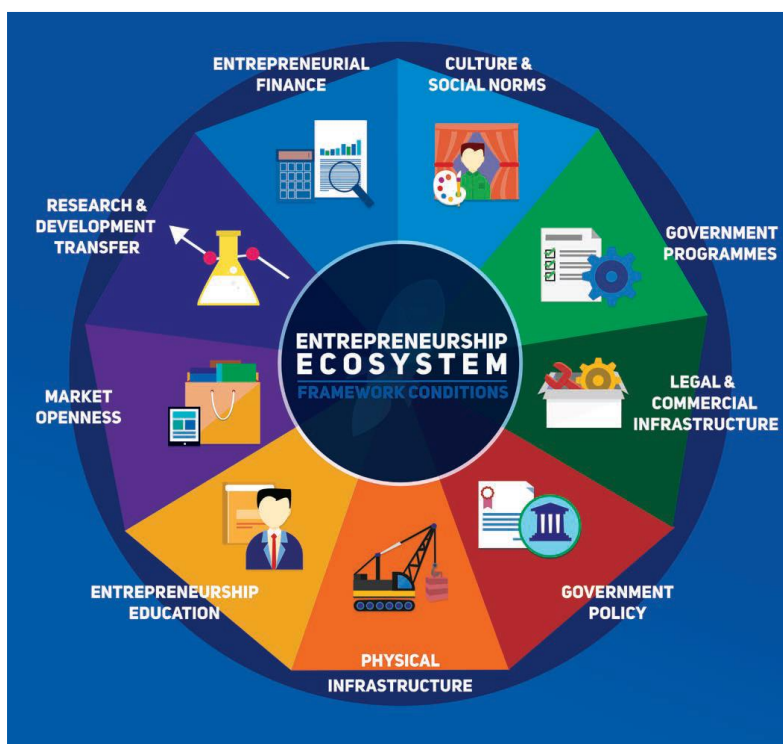 ENTREPRENEURIAL
FINANCE
CULTURE &
SOCIAL NORMS
RESEARCH &
DEVELOPMENT
TRANSFER
GOVERNMENT
PROGRAMMES
ENTREPRENEURSHIP
ECOSYSTEM
FRAMEWORK CONDITIONS
MARKET
OPENNESS
LEGAL &
COMMERCIAL
INFRASTRUCTURE
ENTREPRENEURSHIP
EDUCATION
GOVERNMENT
POLICY
PHYSICAL
INFRASTRUCTURE